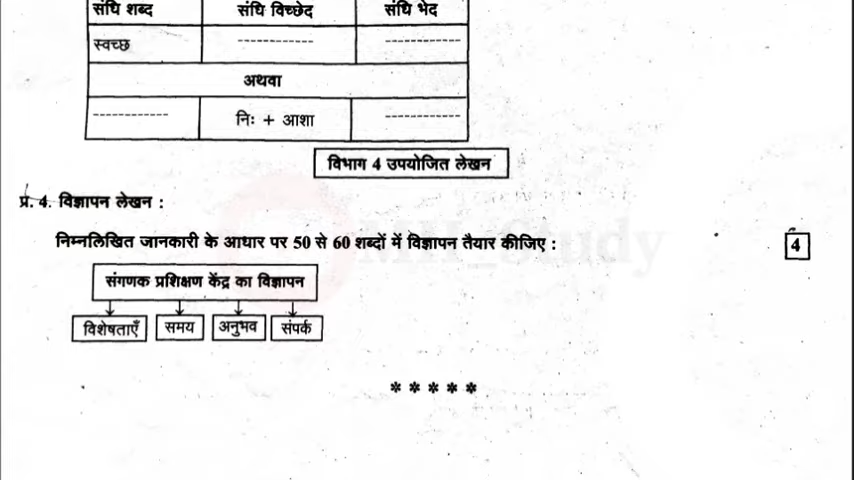 संधि शब्द संधि विच्छेद संधि भेद
स्वच्छ ------------- -------------
अथवा
------------- निः + आशा -------------
विभाग 4 उपयोजित लेखन
प्र. 4. विज्ञापन लेखन :
निम्नलिखित जानकारी के आधार पर 50 से 60 शब्दों में विज्ञापन तैयार कीजिए : 4
संगणक प्रशिक्षण केंद्र का विज्ञापन
विशेषताएँ समय अनुभव संपर्क
* * * * *
MH_Study